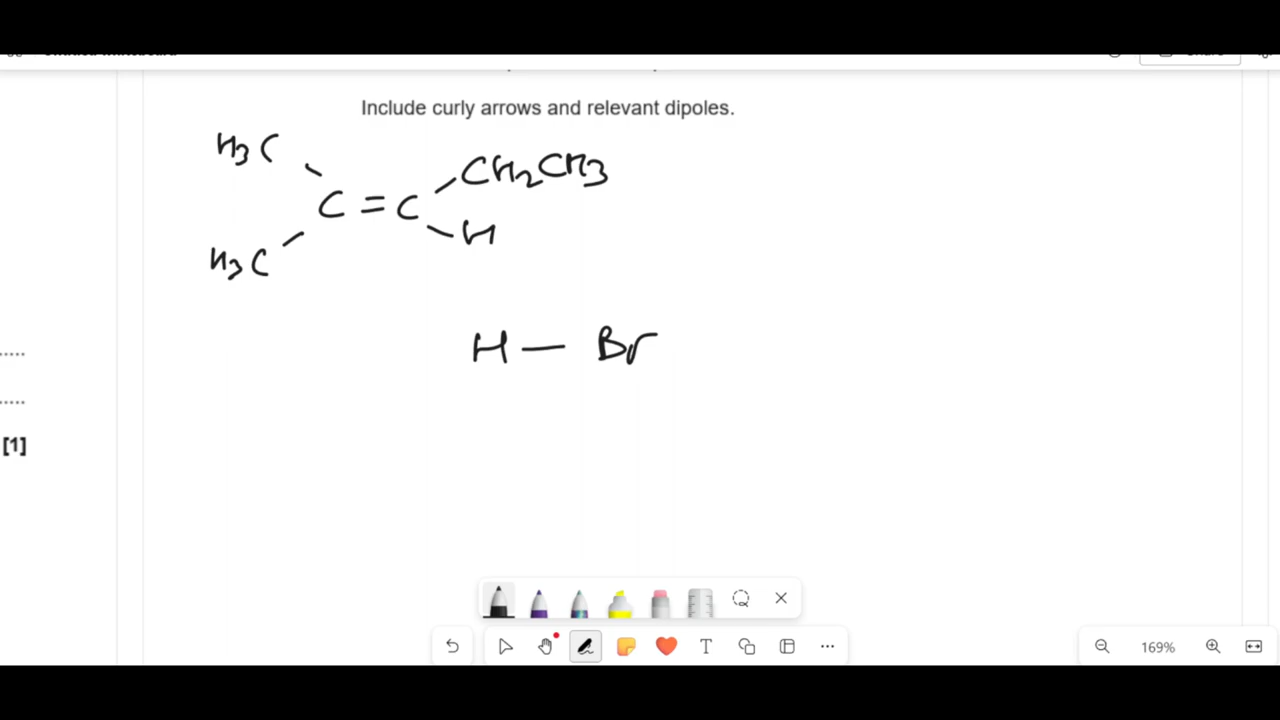 Include curly arrows and relevant dipoles.
H3C
CH2CH3
C = C
H
H3C
H — Br
.....
.....
[1]
T
169%